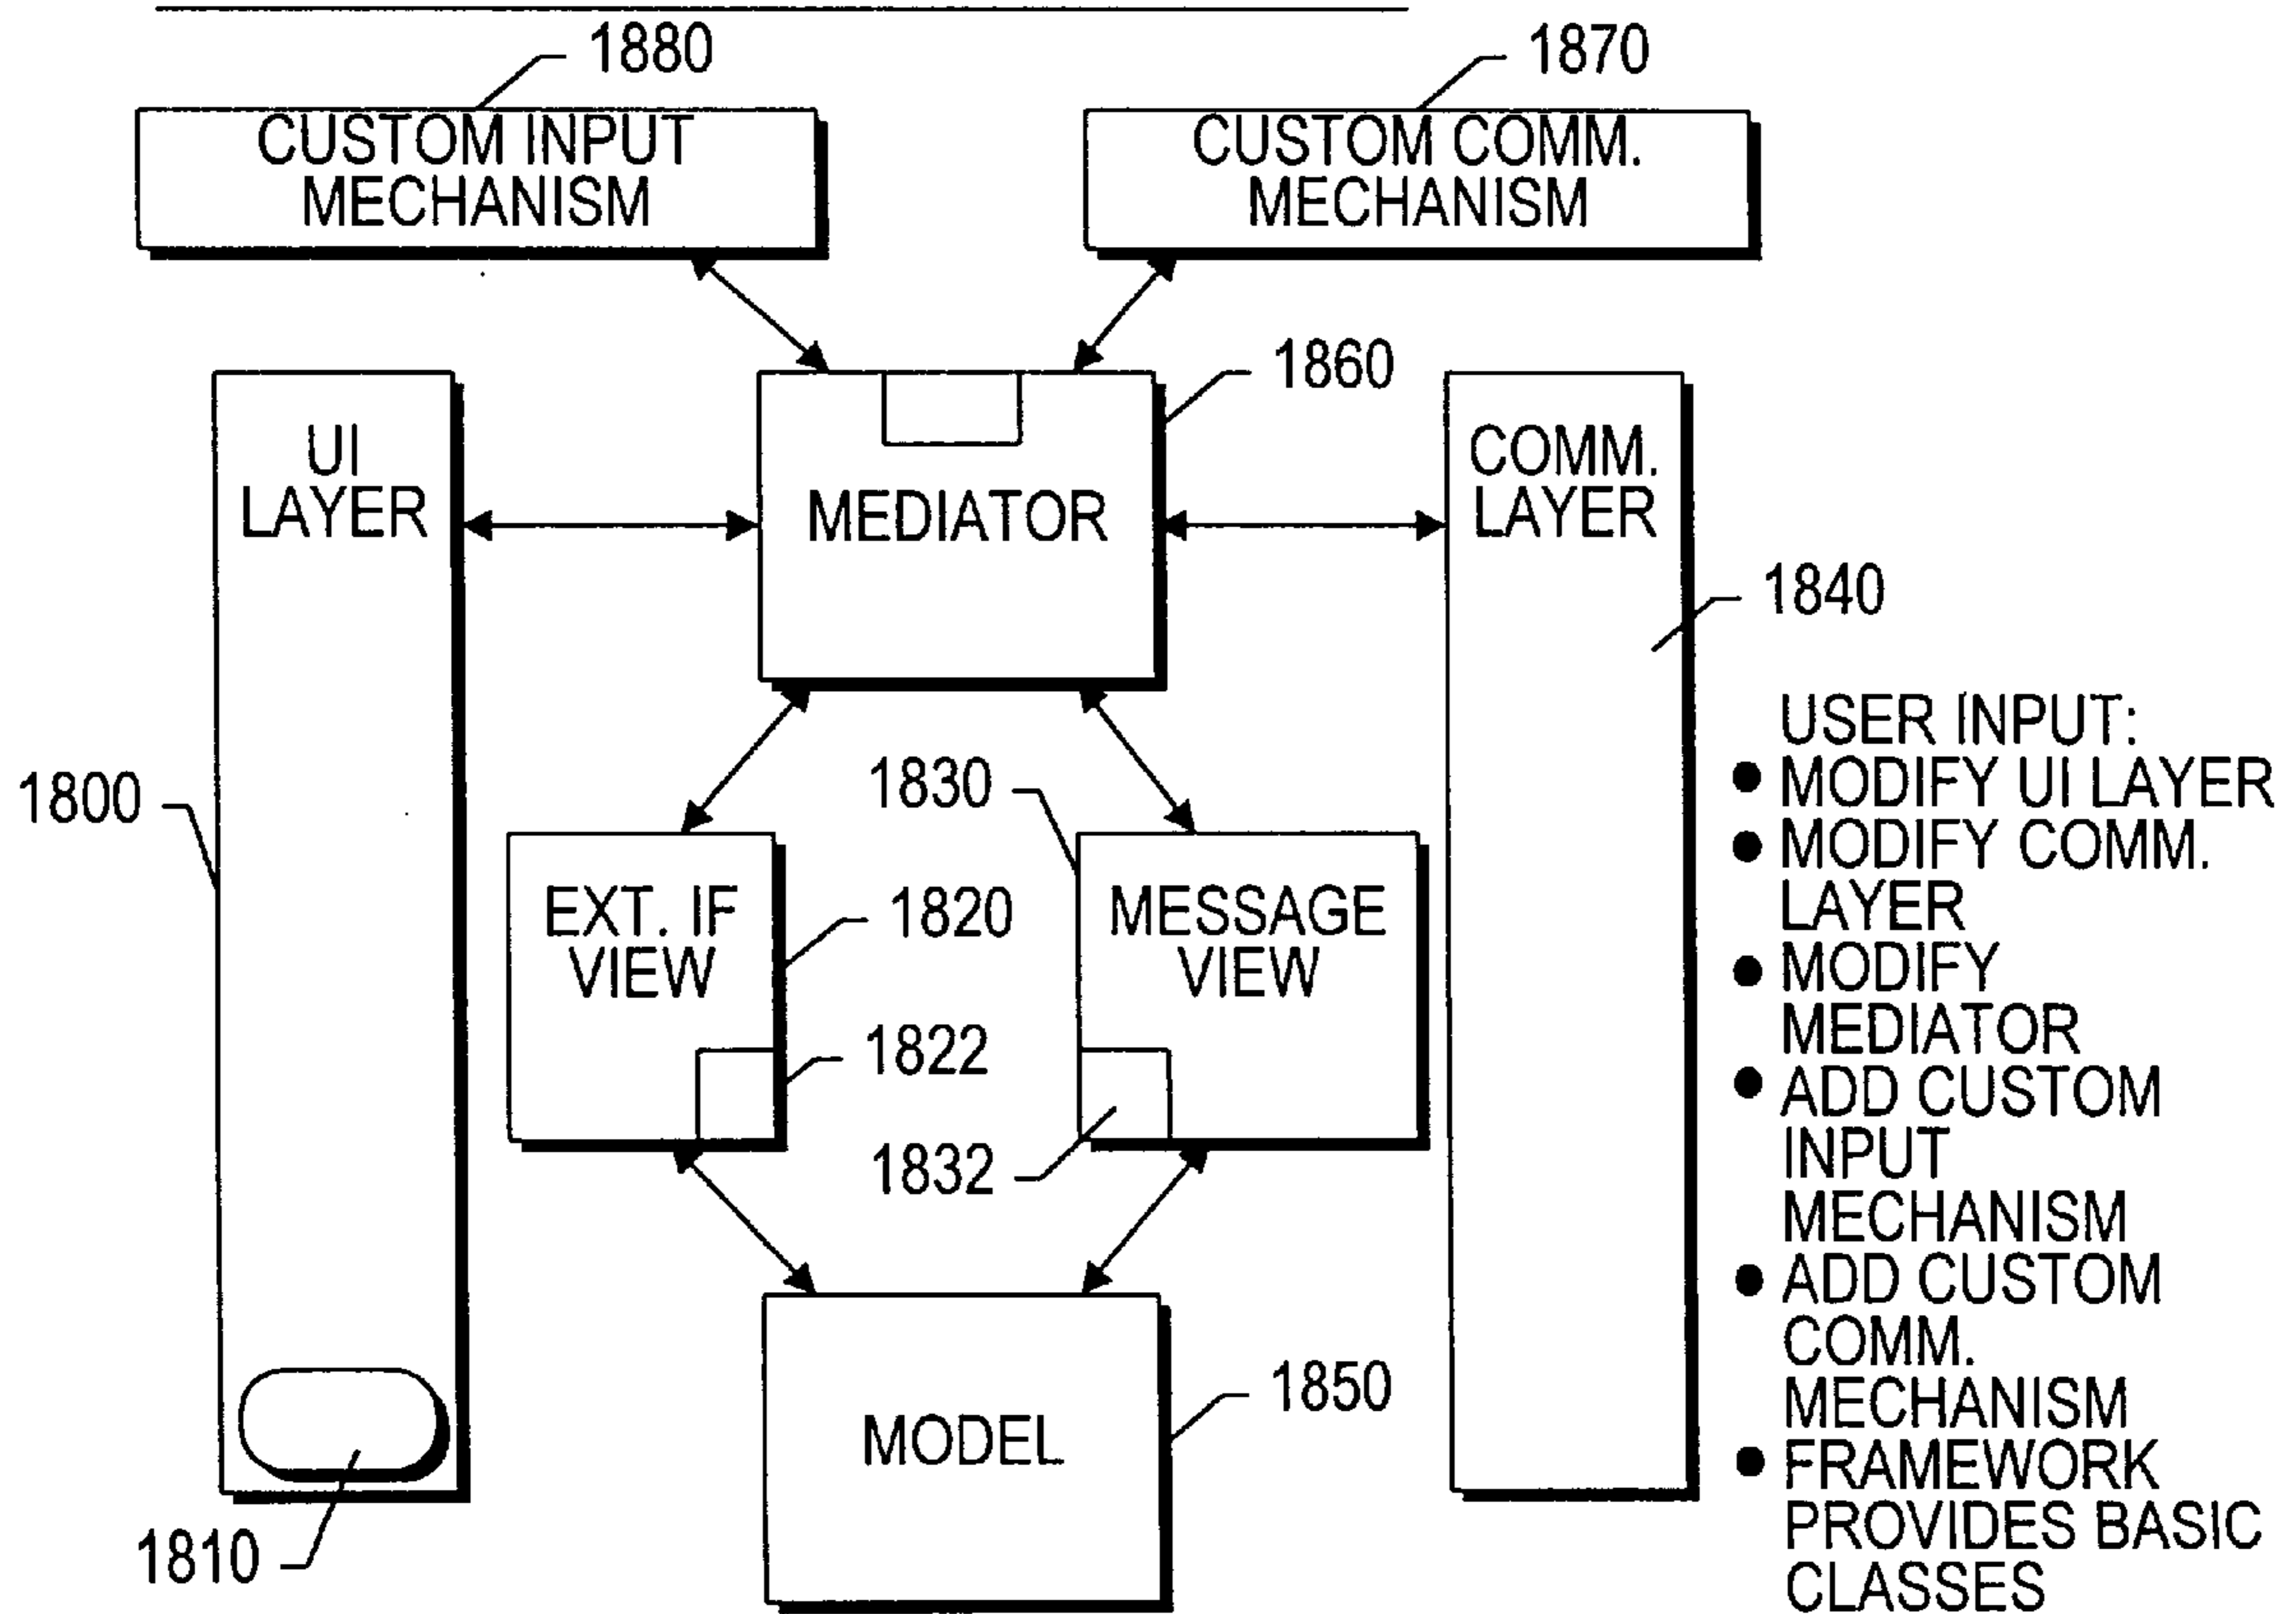 1880
1870
CUSTOM INPUT
MECHANISM
CUSTOM COMM.
MECHANISM
1860
UI
LAYER
MEDIATOR
COMM.
LAYER
1840
1800
1830
EXT. IF
VIEW
1820
MESSAGE
VIEW
1822
1832
1850
MODEL
1810
USER INPUT:
● MODIFY UI LAYER
● MODIFY COMM.
LAYER
● MODIFY
MEDIATOR
● ADD CUSTOM
INPUT
MECHANISM
● ADD CUSTOM
COMM.
MECHANISM
● FRAMEWORK
PROVIDES BASIC
CLASSES